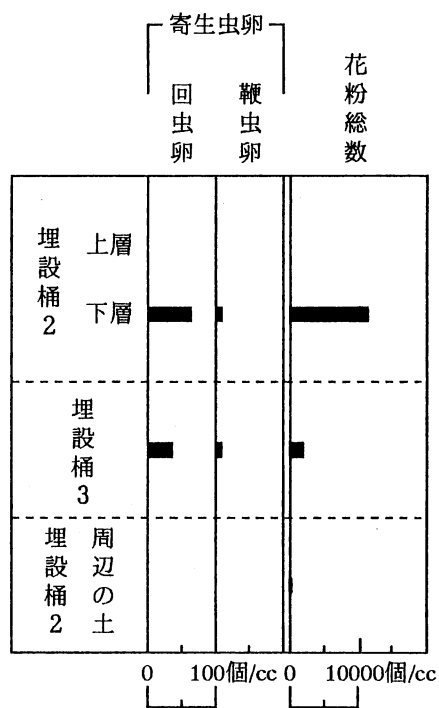 寄生虫卵
回虫卵
鞭虫卵
花粉総数
埋設桶2
上層
下層
埋設桶3
埋設桶2
周辺の土
0
100個/cc
0
10000個/cc